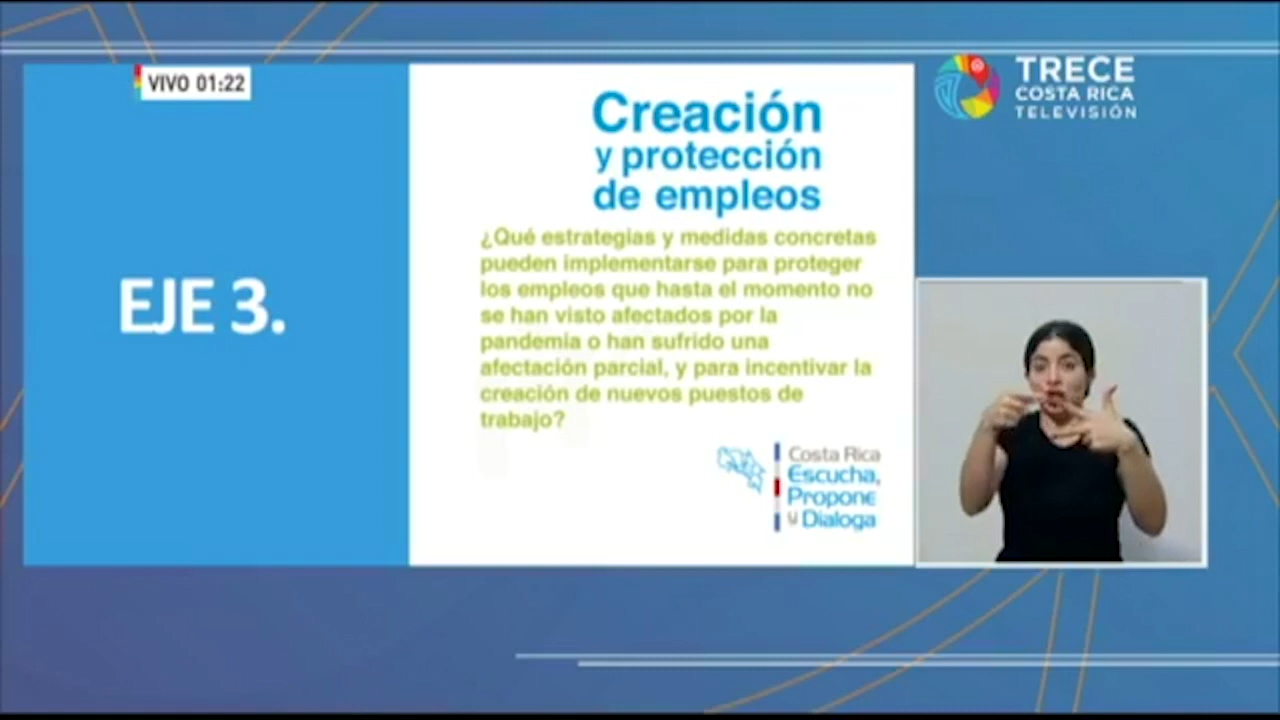 VIVO 01:22
TRECE
COSTA RICA
TELEVISIÓN
EJE 3.
Creación
y protección
de empleos
¿Qué estrategias y medidas concretas
pueden implementarse para proteger
los empleos que hasta el momento no
se han visto afectados por la
pandemia o han sufrido una
afectación parcial, y para incentivar la
creación de nuevos puestos de
trabajo?
Costa Rica
Escucha,
Propone
y Dialoga